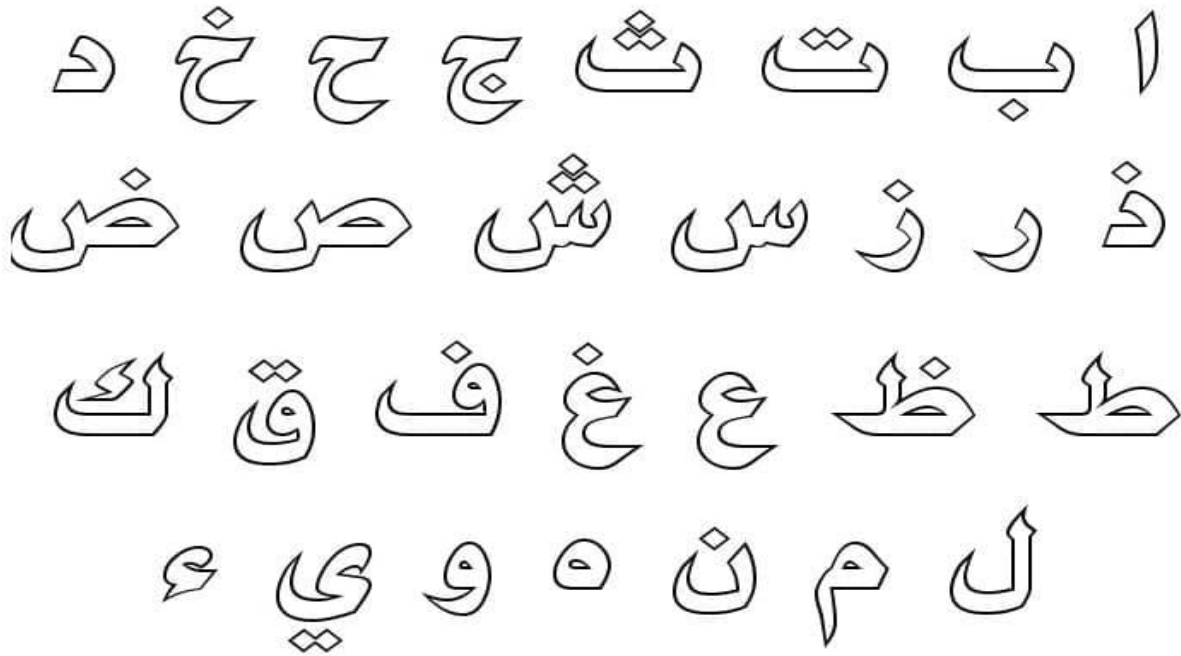 ا ب ت ث ج ح خ د
ذ ر ز س ش ص ض
ط ظ ع غ ف ق ك
ل م ن ه و ي ء